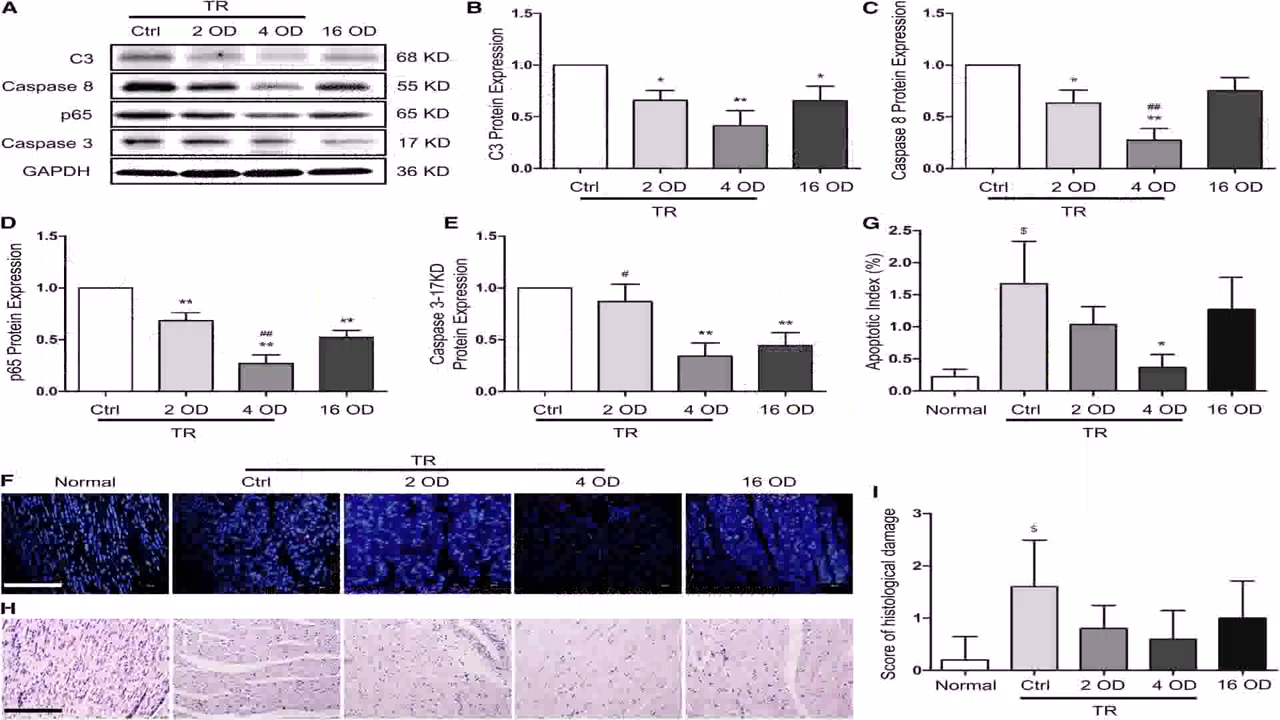 A
TR
Ctrl 2 OD 4 OD 16 OD
C3 68 KD
Caspase 8 55 KD
p65 65 KD
Caspase 3 17 KD
GAPDH 36 KD
B
C3 Protein Expression
1.5
1.0
0.5
0.0
*
**
*
Ctrl 2 OD 4 OD 16 OD
TR
C
Caspase 8 Protein Expression
1.5
1.0
0.5
0.0
*
##
**
Ctrl 2 OD 4 OD 16 OD
TR
D
p65 Protein Expression
1.5
1.0
0.5
0.0
**
##
**
**
Ctrl 2 OD 4 OD 16 OD
TR
E
Caspase 3-17KD
Protein Expression
1.5
1.0
0.5
0.0
#
**
**
Ctrl 2 OD 4 OD 16 OD
TR
G
Apoptotic Index (%)
2.5
2.0
1.5
1.0
0.5
0.0
$
*
Normal Ctrl 2 OD 4 OD 16 OD
TR
F
TR
Normal Ctrl 2 OD 4 OD 16 OD
H
I
Score of histological damage
3
2
1
0
$
Normal Ctrl 2 OD 4 OD 16 OD
TR